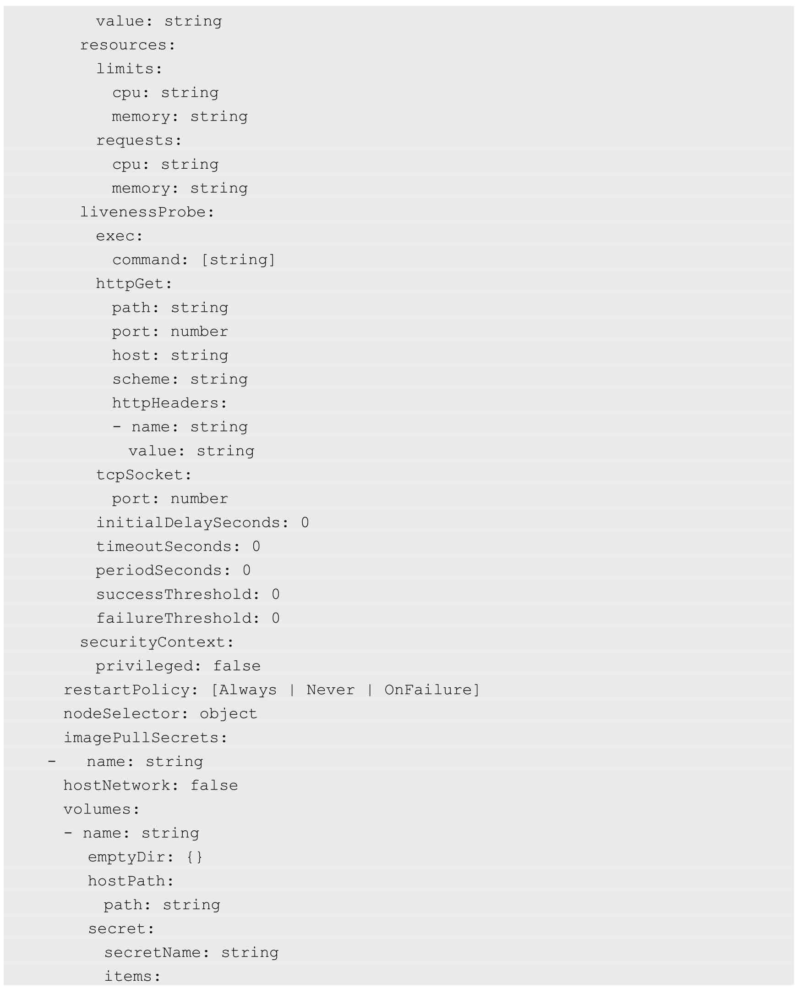 value: string
resources:
limits:
cpu: string
memory: string
requests:
cpu: string
memory: string
livenessProbe:
exec:
command: [string]
httpGet:
path: string
port: number
host: string
scheme: string
httpHeaders:
- name: string
value: string
tcpSocket:
port: number
initialDelaySeconds: 0
timeoutSeconds: 0
periodSeconds: 0
successThreshold: 0
failureThreshold: 0
securityContext:
privileged: false
restartPolicy: [Always | Never | OnFailure]
nodeSelector: object
imagePullSecrets:
- name: string
hostNetwork: false
volumes:
- name: string
emptyDir: {}
hostPath:
path: string
secret:
secretName: string
items: